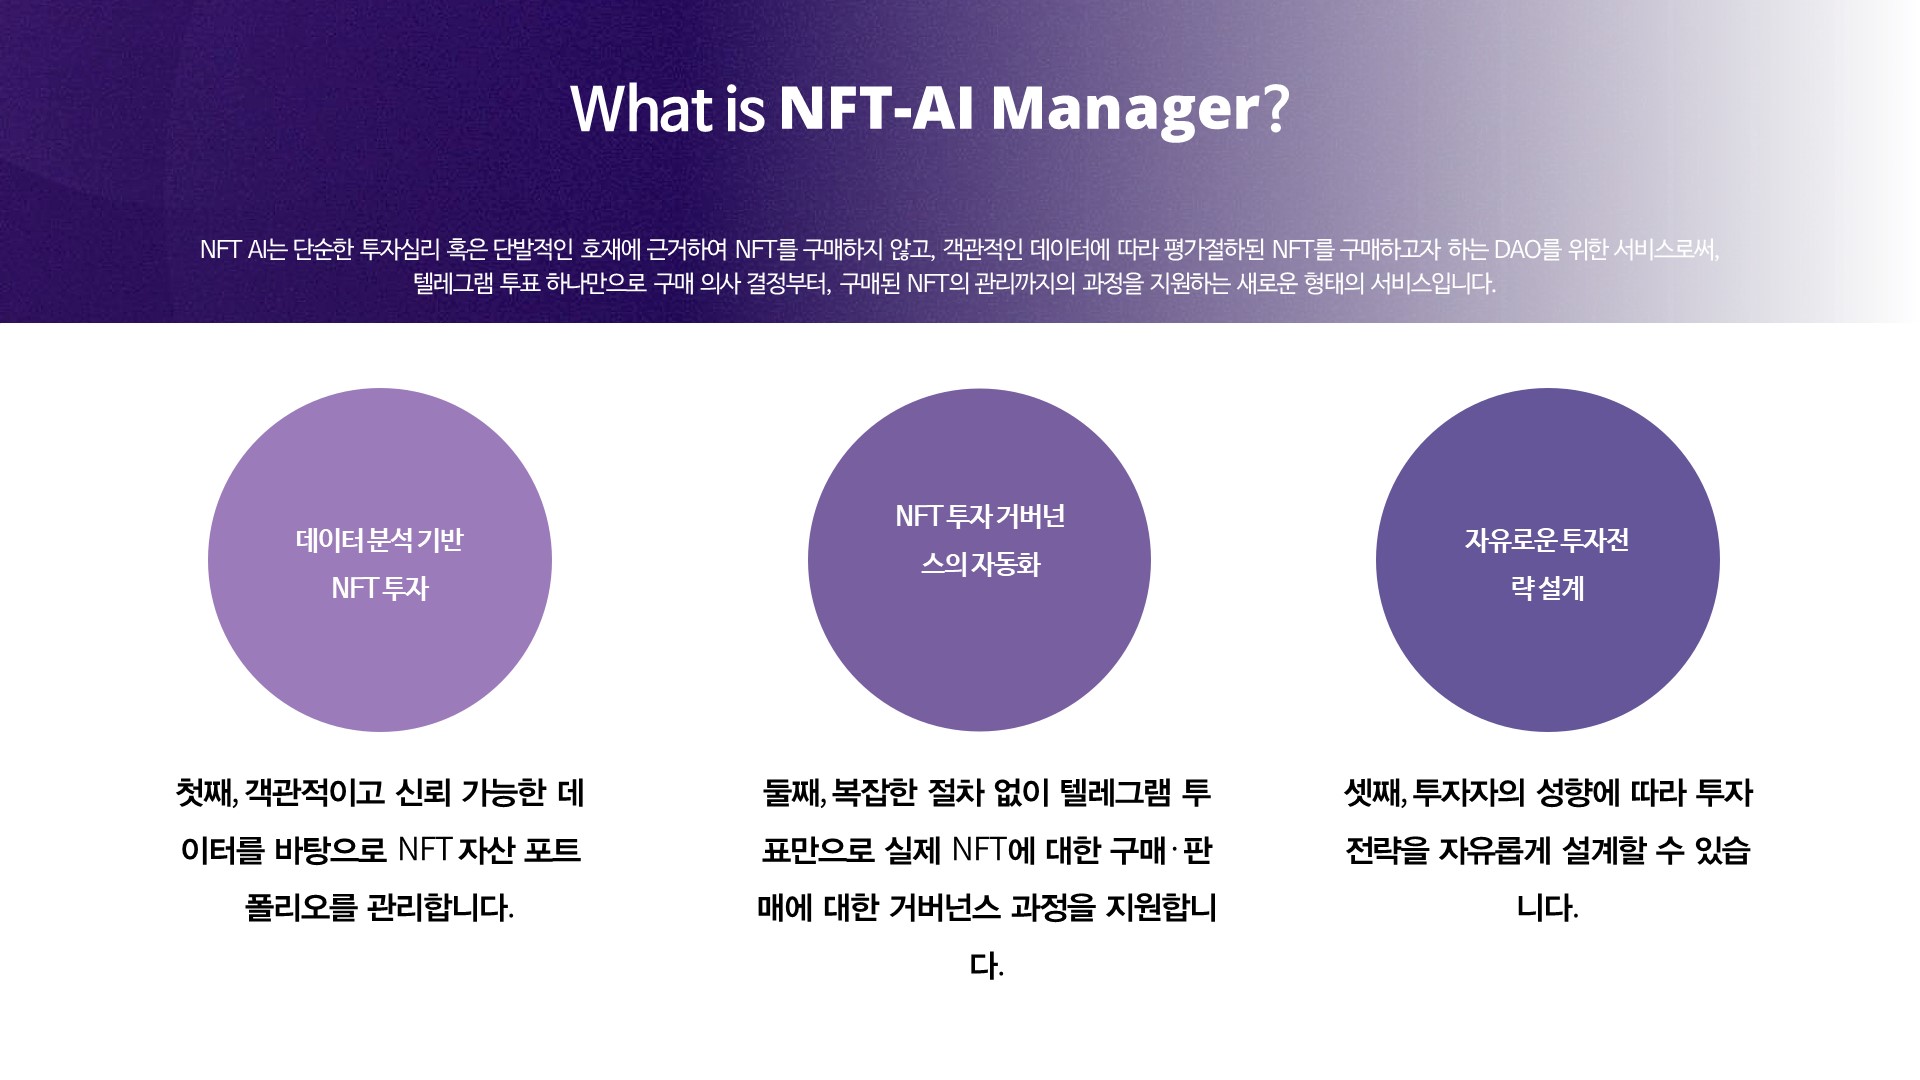 What is NFT-AI Manager?
NFT AI는 단순한 투자심리 혹은 단발적인 호재에 근거하여 NFT를 구매하지 않고, 객관적인 데이터에 따라 평가절하된 NFT를 구매하고자 하는 DAO를 위한 서비스로써,
텔레그램 투표 하나만으로 구매 의사 결정부터, 구매된 NFT의 관리까지의 과정을 지원하는 새로운 형태의 서비스입니다.
데이터 분석 기반
NFT 투자
NFT 투자 거버넌
스의 자동화
자유로운 투자전
략 설계
첫째, 객관적이고 신뢰 가능한 데
이터를 바탕으로 NFT 자산 포트
폴리오를 관리합니다.
둘째, 복잡한 절차 없이 텔레그램 투
표만으로 실제 NFT에 대한 구매·판
매에 대한 거버넌스 과정을 지원합니
다.
셋째, 투자자의 성향에 따라 투자
전략을 자유롭게 설계할 수 있습
니다.